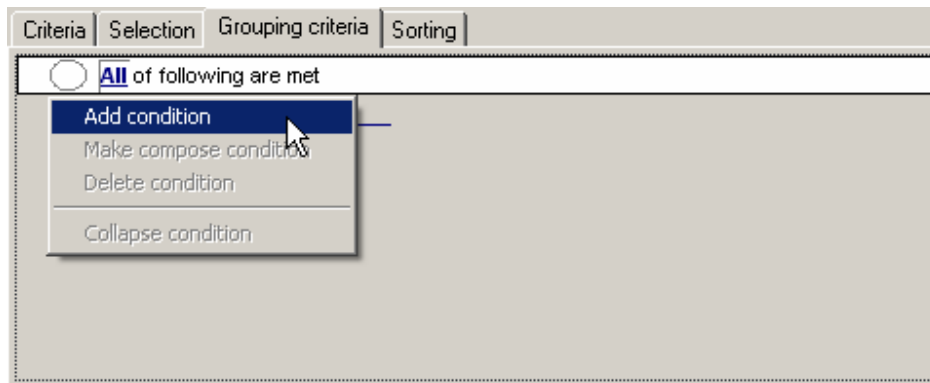 Criteria Selection Grouping criteria Sorting
All of following are met
Add condition
Make compose condition
Delete condition
Collapse condition